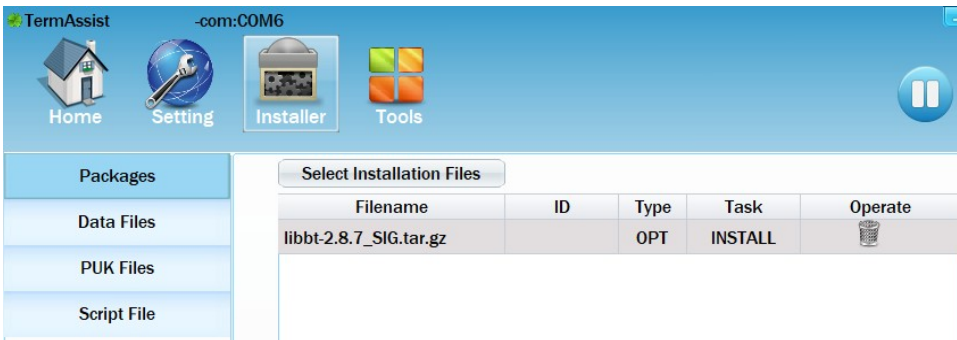 TermAssist -com:COM6
Home Setting Installer Tools
Packages
Data Files
PUK Files
Script File
Select Installation Files
Filename ID Type Task Operate
libbt-2.8.7_SIG.tar.gz OPT INSTALL